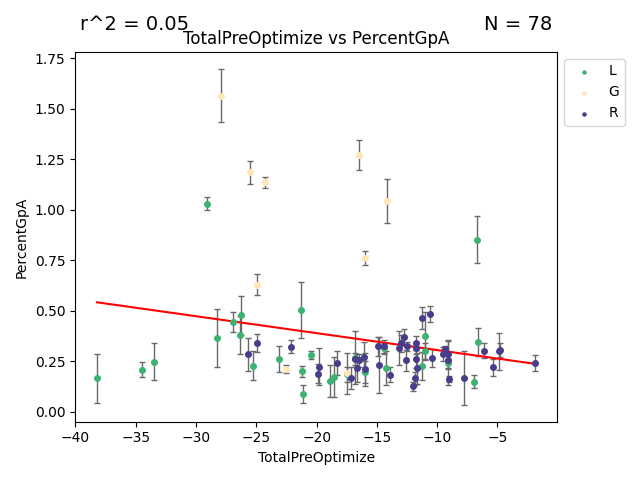 r^2 = 0.05 N = 78
TotalPreOptimize vs PercentGpA
1.75
1.50
1.25
1.00
0.75
0.50
0.25
0.00
PercentGpA
−40 −35 −30 −25 −20 −15 −10 −5
TotalPreOptimize
L
G
R